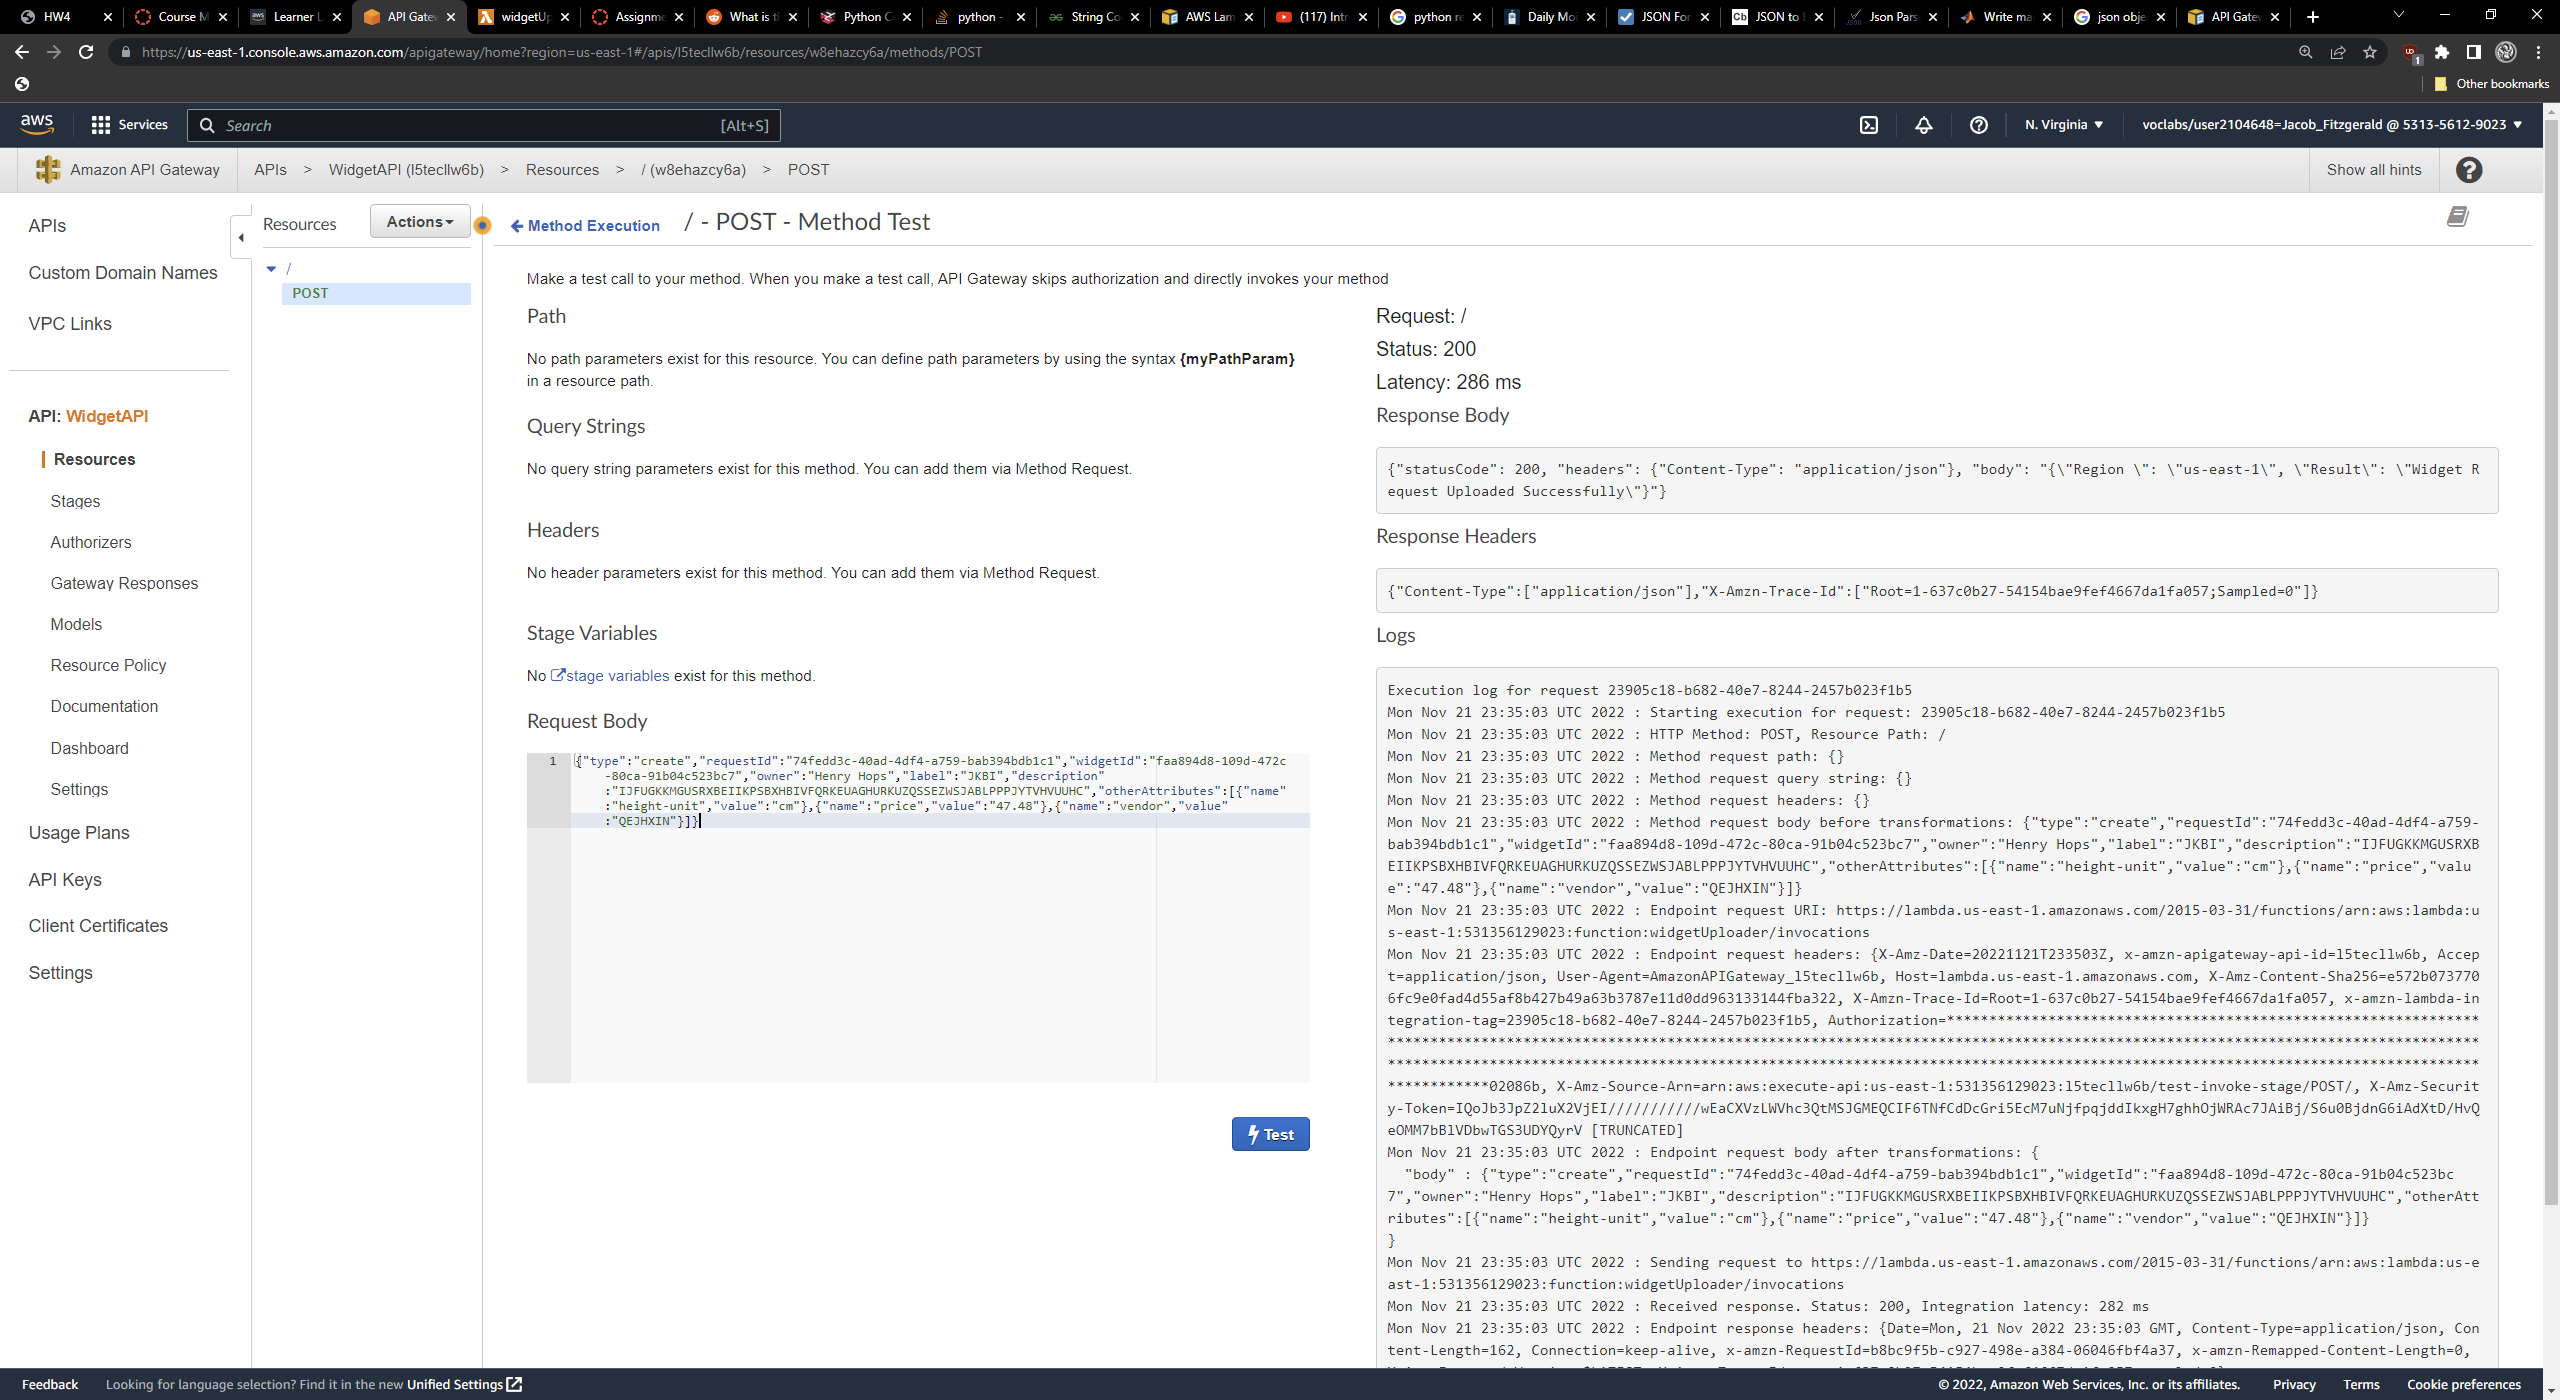 HW4
Course M
Learner L
API Gatew
widgetUp
Assignme
What is t
Python C
python -
String Co
AWS Lam
(117) Intr
python re
Daily Moi
JSON For
JSON to
Json Pars
Write ma
json obje
API Gatew
https://us-east-1.console.aws.amazon.com/apigateway/home?region=us-east-1#/apis/l5tecllw6b/resources/w8ehazcy6a/methods/POST
Other bookmarks
aws
Services
Search
[Alt+S]
N. Virginia
voclabs/user2104648=Jacob_Fitzgerald @ 5313-5612-9023
Amazon API Gateway
APIs > WidgetAPI (l5tecllw6b) > Resources > / (w8ehazcy6a) > POST
Show all hints
APIs
Custom Domain Names
VPC Links
API: WidgetAPI
Resources
Stages
Authorizers
Gateway Responses
Models
Resource Policy
Documentation
Dashboard
Settings
Usage Plans
API Keys
Client Certificates
Settings
Resources
Actions
/
POST
Method Execution
/ - POST - Method Test
Make a test call to your method. When you make a test call, API Gateway skips authorization and directly invokes your method
Path
No path parameters exist for this resource. You can define path parameters by using the syntax {myPathParam}
in a resource path.
Query Strings
No query string parameters exist for this method. You can add them via Method Request.
Headers
No header parameters exist for this method. You can add them via Method Request.
Stage Variables
No stage variables exist for this method.
Request Body
1
{"type":"create","requestId":"74fedd3c-40ad-4df4-a759-bab394bdb1c1","widgetId":"faa894d8-109d-472c
-80ca-91b04c523bc7","owner":"Henry Hops","label":"JKBI","description"
:"IJFUGKKMGUSRXBEIIKPSBXHBIVFQRKEUAGHURKUZQSSEZWSJABLPPPJYTVHVUUHC","otherAttributes":[{"name"
:"height-unit","value":"cm"},{"name":"price","value":"47.48"},{"name":"vendor","value"
:"QEJHXIN"}]}
Test
Request: /
Status: 200
Latency: 286 ms
Response Body
{"statusCode": 200, "headers": {"Content-Type": "application/json"}, "body": "{\"Region \": \"us-east-1\", \"Result\": \"Widget R
equest Uploaded Successfully\"}"}
Response Headers
{"Content-Type":["application/json"],"X-Amzn-Trace-Id":["Root=1-637c0b27-54154bae9fef4667da1fa057;Sampled=0"]}
Logs
Execution log for request 23905c18-b682-40e7-8244-2457b023f1b5
Mon Nov 21 23:35:03 UTC 2022 : Starting execution for request: 23905c18-b682-40e7-8244-2457b023f1b5
Mon Nov 21 23:35:03 UTC 2022 : HTTP Method: POST, Resource Path: /
Mon Nov 21 23:35:03 UTC 2022 : Method request path: {}
Mon Nov 21 23:35:03 UTC 2022 : Method request query string: {}
Mon Nov 21 23:35:03 UTC 2022 : Method request headers: {}
Mon Nov 21 23:35:03 UTC 2022 : Method request body before transformations: {"type":"create","requestId":"74fedd3c-40ad-4df4-a759-
bab394bdb1c1","widgetId":"faa894d8-109d-472c-80ca-91b04c523bc7","owner":"Henry Hops","label":"JKBI","description":"IJFUGKKMGUSRXB
EIIKPSBXHBIVFQRKEUAGHURKUZQSSEZWSJABLPPPJYTVHVUUHC","otherAttributes":[{"name":"height-unit","value":"cm"},{"name":"price","valu
e":"47.48"},{"name":"vendor","value":"QEJHXIN"}]}
Mon Nov 21 23:35:03 UTC 2022 : Endpoint request URI: https://lambda.us-east-1.amazonaws.com/2015-03-31/functions/arn:aws:lambda:u
s-east-1:531356129023:function:widgetUploader/invocations
Mon Nov 21 23:35:03 UTC 2022 : Endpoint request headers: {X-Amz-Date=20221121T233503Z, x-amzn-apigateway-api-id=l5tecllw6b, Accep
t=application/json, User-Agent=AmazonAPIGateway_l5tecllw6b, Host=lambda.us-east-1.amazonaws.com, X-Amz-Content-Sha256=e572b073770
6fc9e0fad4d55af8b427b49a63b3787e11d0dd963133144fba322, X-Amzn-Trace-Id=Root=1-637c0b27-54154bae9fef4667da1fa057, x-amzn-lambda-in
tegration-tag=23905c18-b682-40e7-8244-2457b023f1b5, Authorization=***************************************************************
*********************************************************************************************************************************
*********************************************************************************************************************************
************02086b, X-Amz-Source-Arn=arn:aws:execute-api:us-east-1:531356129023:l5tecllw6b/test-invoke-stage/POST/, X-Amz-Securit
y-Token=IQoJb3JpZ2luX2VjEI///////////wEaCXVzLWVhc3QtMSJGMEQCIF6TNfCdDcGri5EcM7uNjfpqjddIkxgH7ghhOjWRAc7JAiBj/S6u0BjdnG6iAdXtD/HvQ
eOMM7bBlVDbwTGS3UDYQyrV [TRUNCATED]
Mon Nov 21 23:35:03 UTC 2022 : Endpoint request body after transformations: {
"body" : {"type":"create","requestId":"74fedd3c-40ad-4df4-a759-bab394bdb1c1","widgetId":"faa894d8-109d-472c-80ca-91b04c523bc
7","owner":"Henry Hops","label":"JKBI","description":"IJFUGKKMGUSRXBEIIKPSBXHBIVFQRKEUAGHURKUZQSSEZWSJABLPPPJYTVHVUUHC","otherAtt
ributes":[{"name":"height-unit","value":"cm"},{"name":"price","value":"47.48"},{"name":"vendor","value":"QEJHXIN"}]}
}
Mon Nov 21 23:35:03 UTC 2022 : Sending request to https://lambda.us-east-1.amazonaws.com/2015-03-31/functions/arn:aws:lambda:us-e
ast-1:531356129023:function:widgetUploader/invocations
Mon Nov 21 23:35:03 UTC 2022 : Received response. Status: 200, Integration latency: 282 ms
Mon Nov 21 23:35:03 UTC 2022 : Endpoint response headers: {Date=Mon, 21 Nov 2022 23:35:03 GMT, Content-Type=application/json, Con
tent-Length=162, Connection=keep-alive, x-amzn-RequestId=b8bc9f5b-c927-498e-a384-06046fbf4a37, x-amzn-Remapped-Content-Length=0,
Feedback
Looking for language selection? Find it in the new Unified Settings
© 2022, Amazon Web Services, Inc. or its affiliates.
Privacy
Terms
Cookie preferences